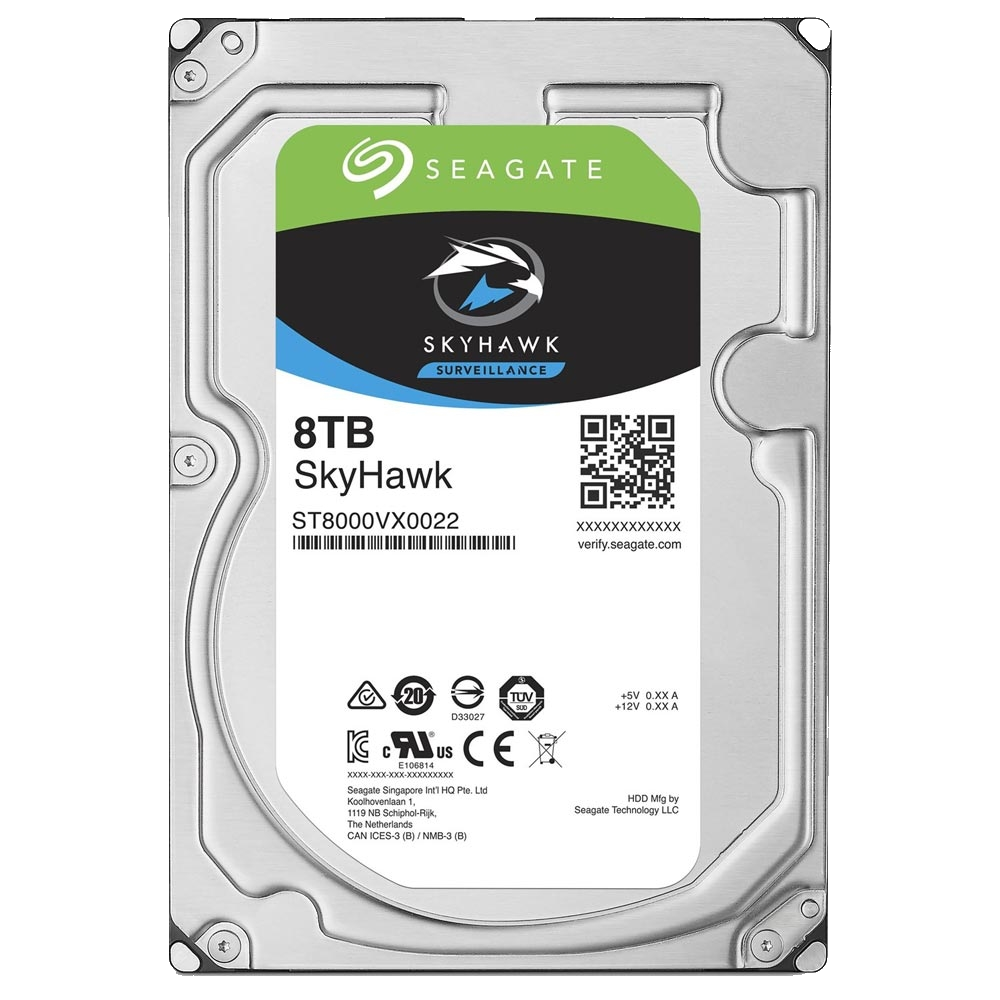 SEAGATE
SKYHAWK
SURVEILLANCE
8TB
SkyHawk
ST8000VX0022
XXXXXXXXXXXX
verify.seagate.com
20
D33027
TÜV
SÜD
+5V 0.XX A
+12V 0.XX A
c UL US
E106814
CE
XXXX-XXX-XXX-XXXXXXXXX
Seagate Singapore Int'l HQ Pte. Ltd
Koolhovenlaan 1,
1119 NB Schiphol-Rijk,
The Netherlands
CAN ICES-3 (B) / NMB-3 (B)
HDD Mfg by
Seagate Technology LLC